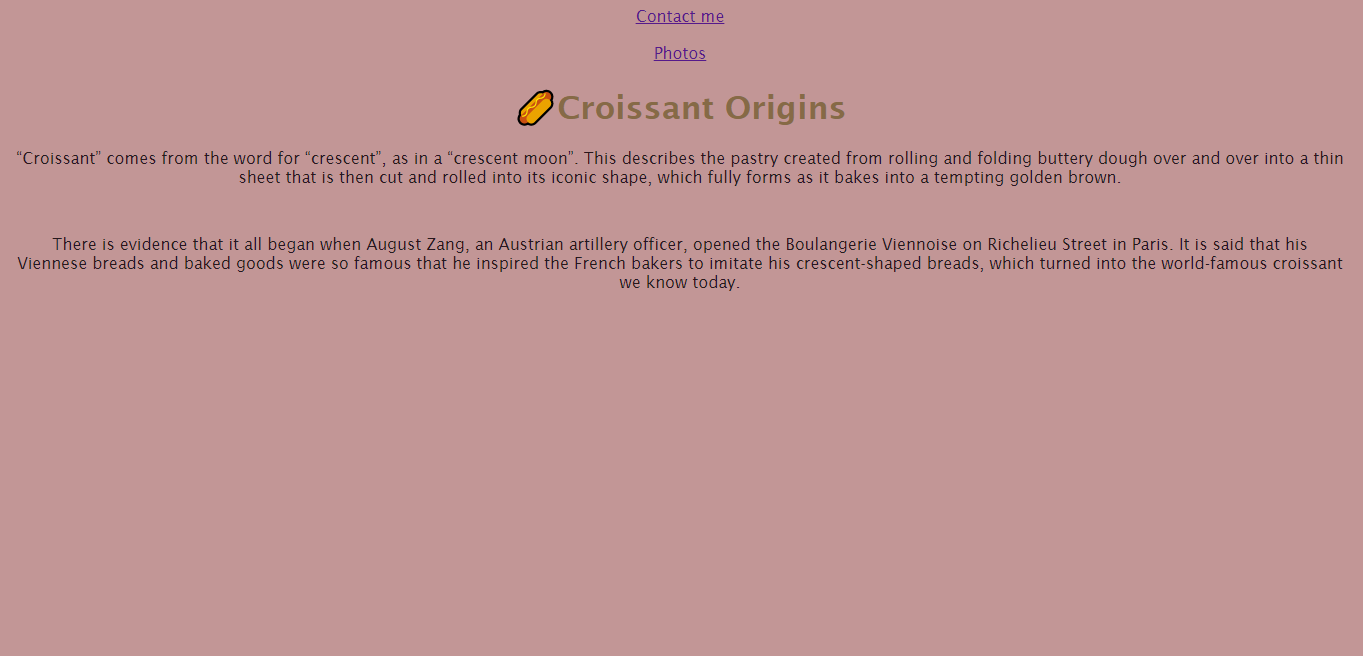 Contact me
Photos
🌭Croissant Origins
“Croissant” comes from the word for “crescent”, as in a “crescent moon”. This describes the pastry created from rolling and folding buttery dough over and over into a thin
sheet that is then cut and rolled into its iconic shape, which fully forms as it bakes into a tempting golden brown.
There is evidence that it all began when August Zang, an Austrian artillery officer, opened the Boulangerie Viennoise on Richelieu Street in Paris. It is said that his
Viennese breads and baked goods were so famous that he inspired the French bakers to imitate his crescent-shaped breads, which turned into the world-famous croissant
we know today.